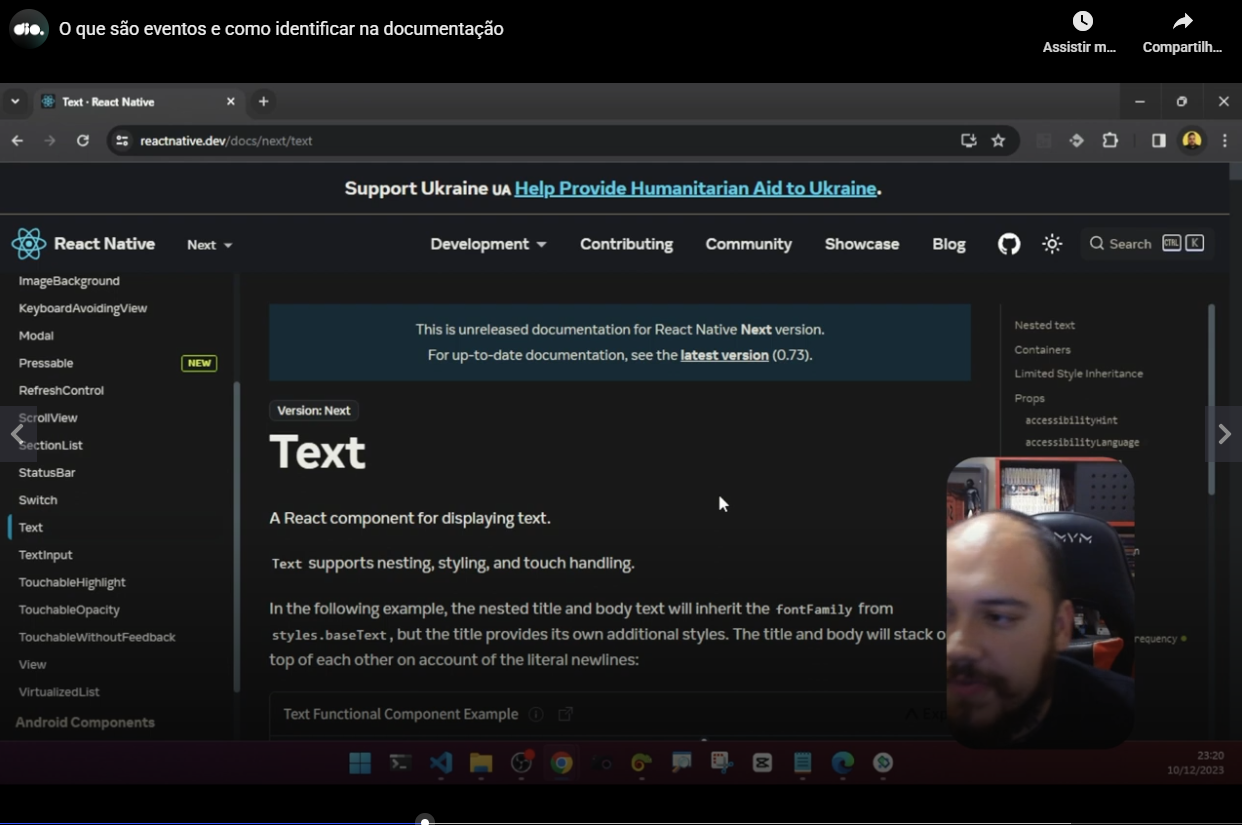 dio.
O que são eventos e como identificar na documentação
Assistir m...
Compartilh...
Text · React Native
reactnative.dev/docs/next/text
Support Ukraine UA Help Provide Humanitarian Aid to Ukraine.
React Native
Next
Development
Contributing
Community
Showcase
Blog
Search
CTRL K
ImageBackground
KeyboardAvoidingView
Modal
Pressable
NEW
RefreshControl
ScrollView
SectionList
StatusBar
Switch
Text
TextInput
TouchableHighlight
TouchableOpacity
TouchableWithoutFeedback
View
VirtualizedList
Android Components
This is unreleased documentation for React Native Next version.
For up-to-date documentation, see the latest version (0.73).
Version: Next
Text
A React component for displaying text.
Text supports nesting, styling, and touch handling.
In the following example, the nested title and body text will inherit the fontFamily from
styles.baseText, but the title provides its own additional styles. The title and body will stack o
top of each other on account of the literal newlines:
Text Functional Component Example
Nested text
Containers
Limited Style Inheritance
Props
accessibilityHint
accessibilityLanguage
requency
MYM
23:20
10/12/2023